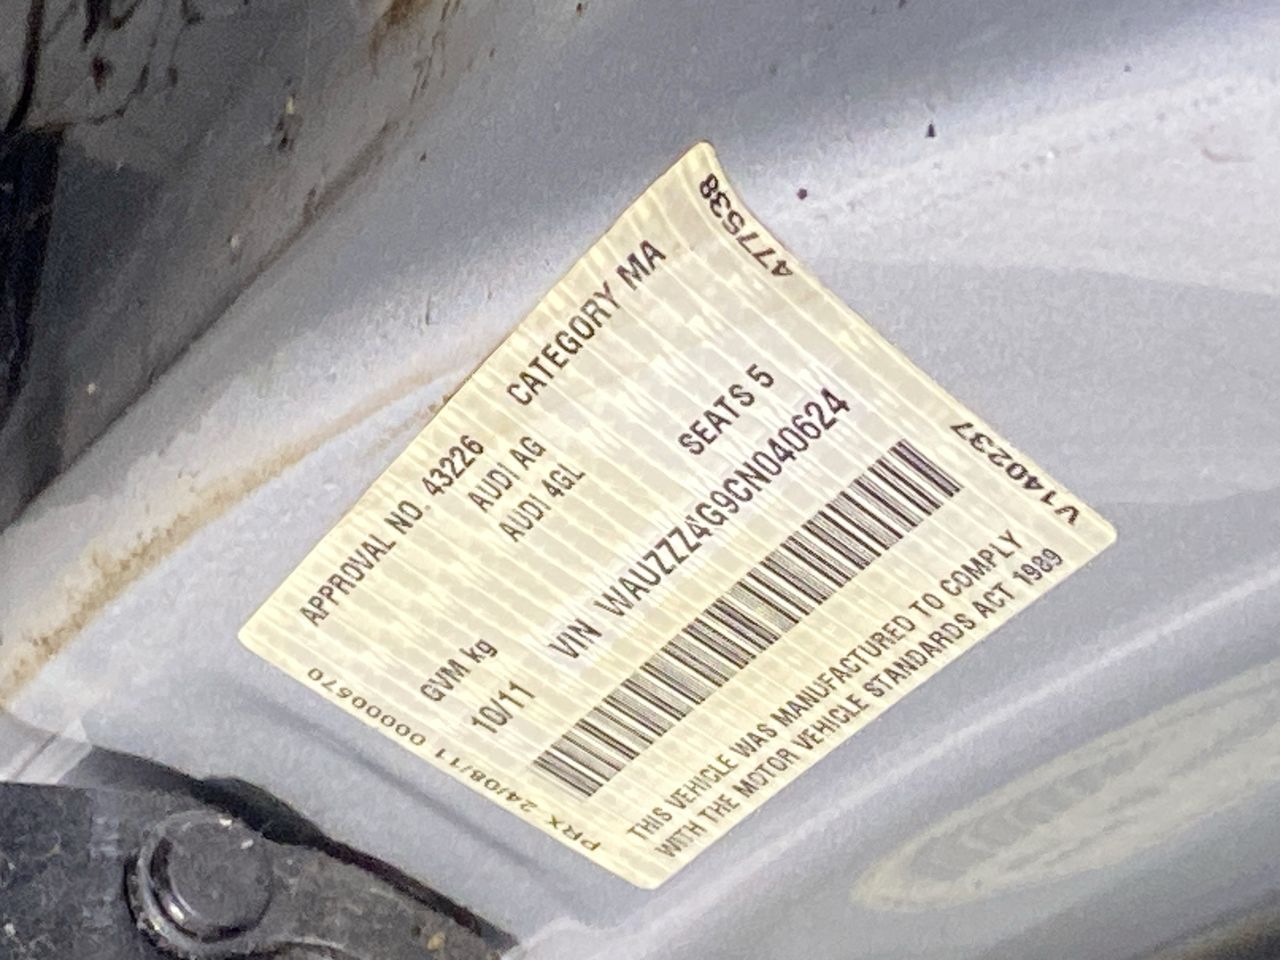 APPROVAL NO. 43226 CATEGORY MA
AUDI AG
AUDI 4GL
GVM kg SEATS 5
10/11
VIN WAUZZZ4G9CN040624
THIS VEHICLE WAS MANUFACTURED TO COMPLY
WITH THE MOTOR VEHICLE STANDARDS ACT 1989
PRX 24/08/11 00000670
V140237 477538